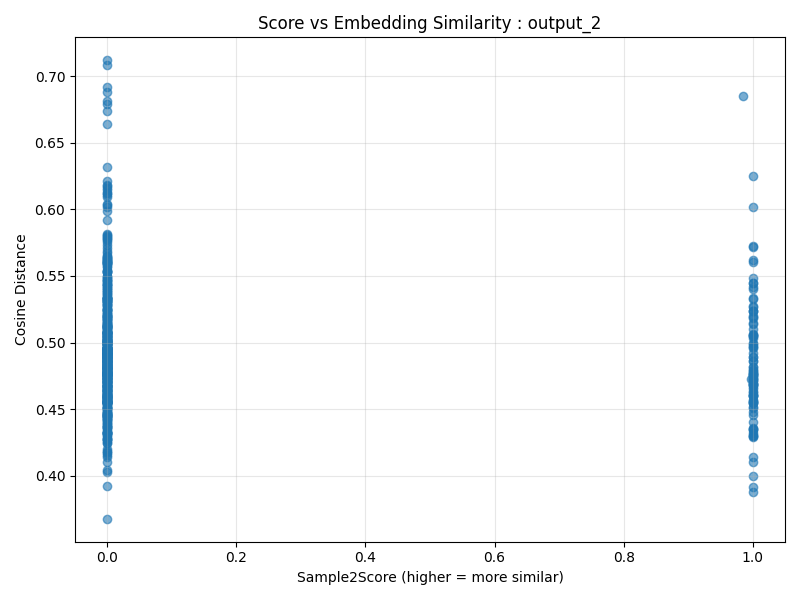 Score vs Embedding Similarity : output_2
0.70
0.65
0.60
0.55
0.50
0.45
0.40
Cosine Distance
0.0 0.2 0.4 0.6 0.8 1.0
Sample2Score (higher = more similar)